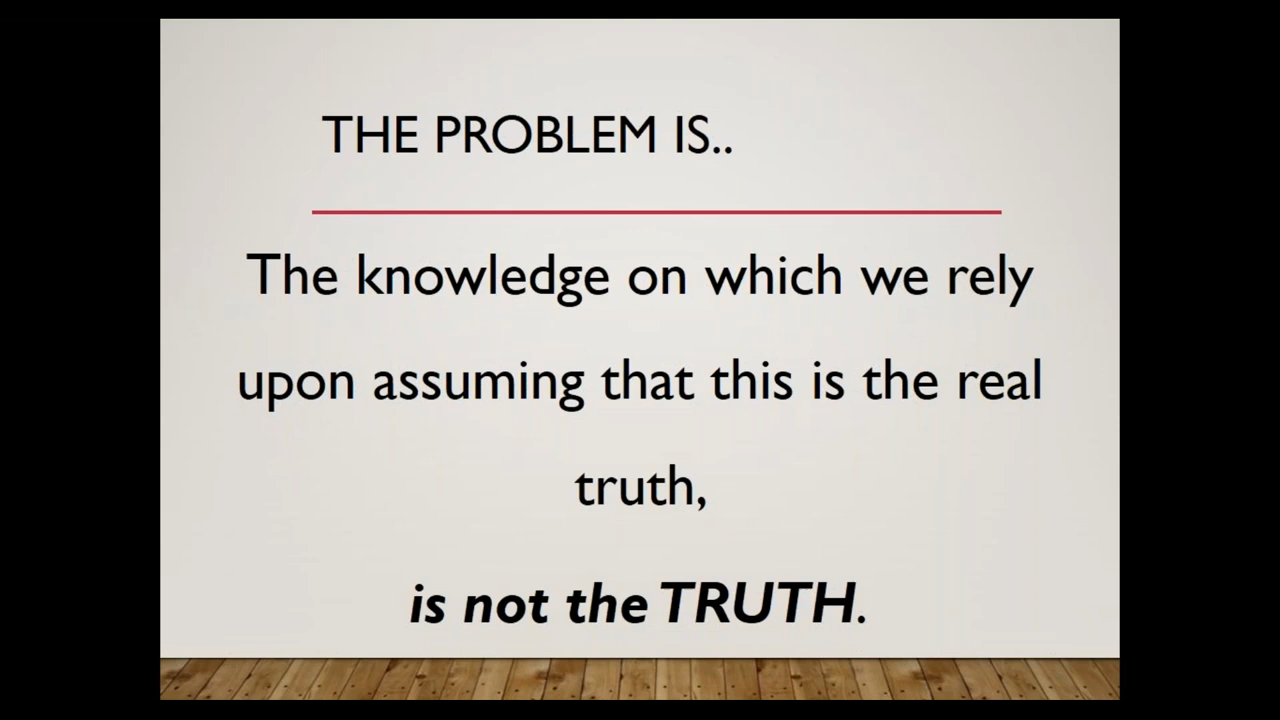 THE PROBLEM IS..
The knowledge on which we rely
upon assuming that this is the real
truth,
is not the TRUTH.